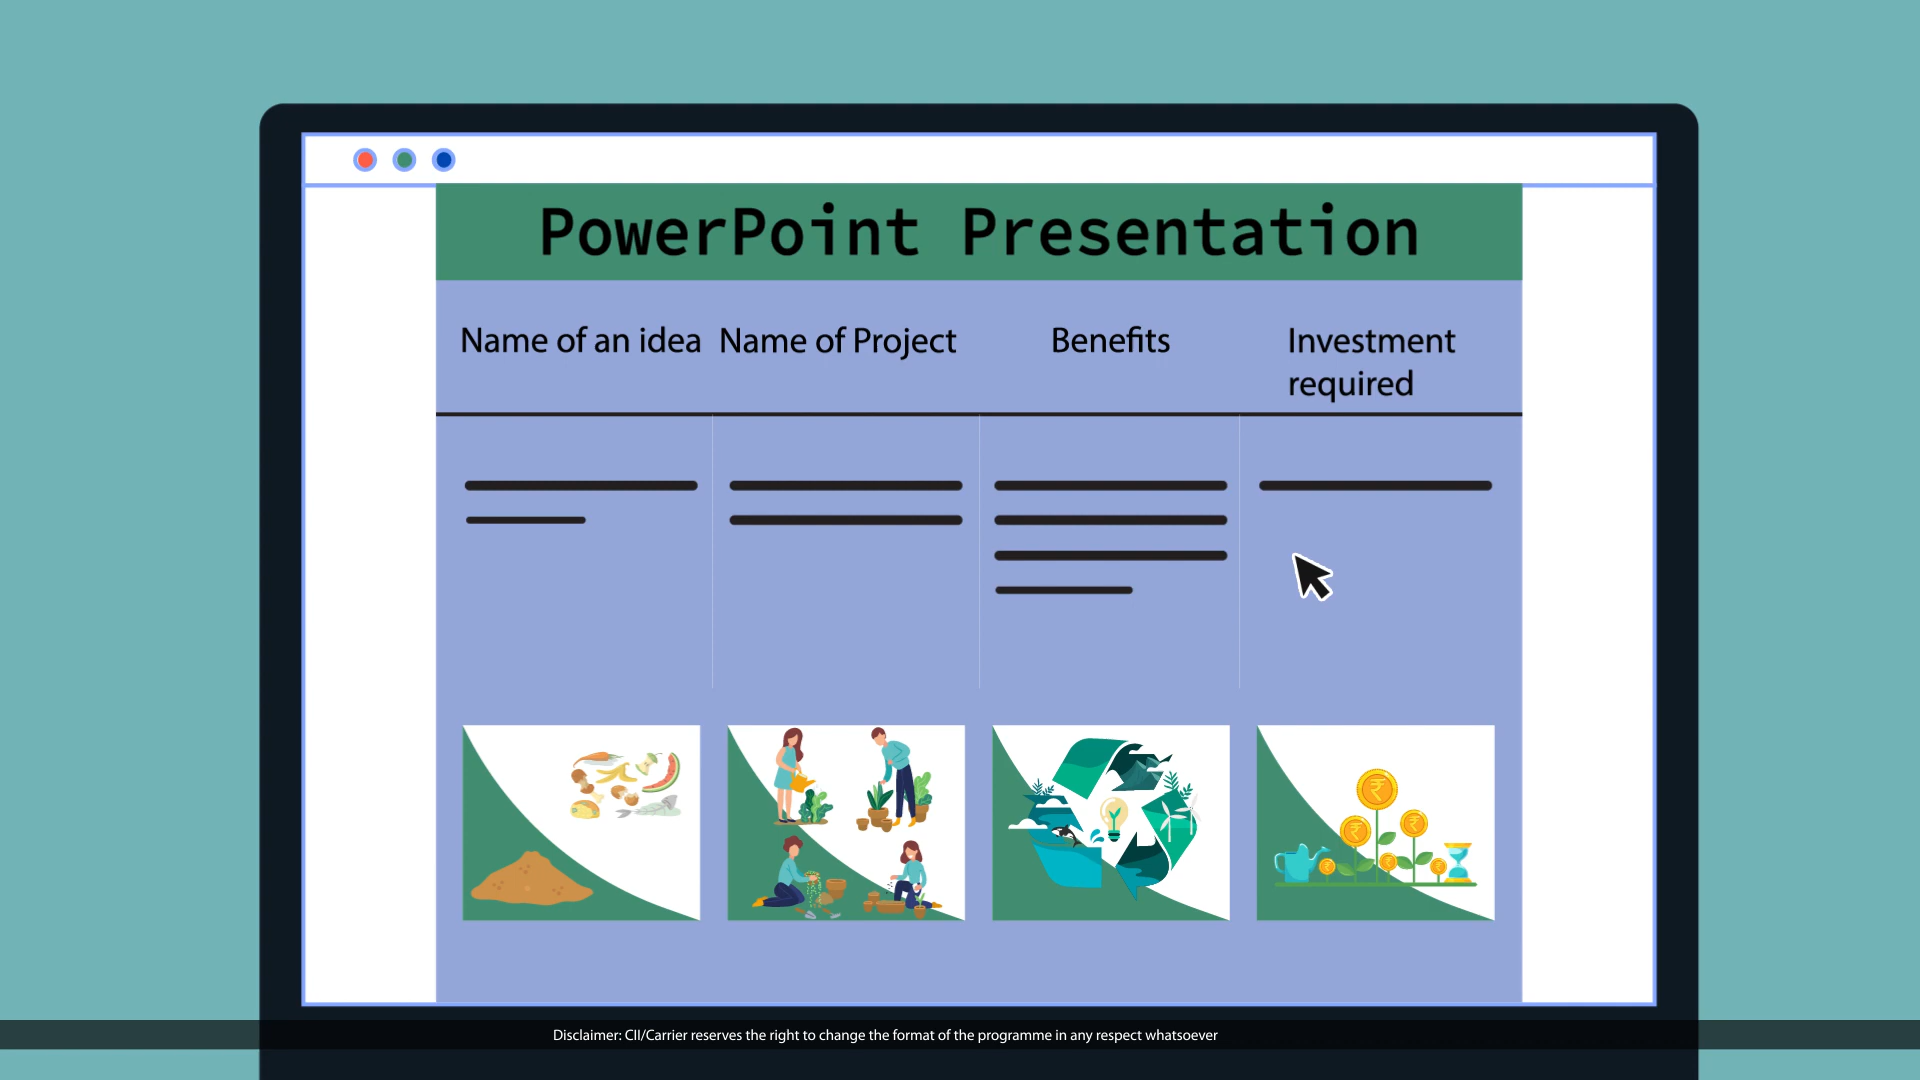 PowerPoint Presentation
Name of an idea Name of Project Benefits Investment
required
Disclaimer: CII/Carrier reserves the right to change the format of the programme in any respect whatsoever